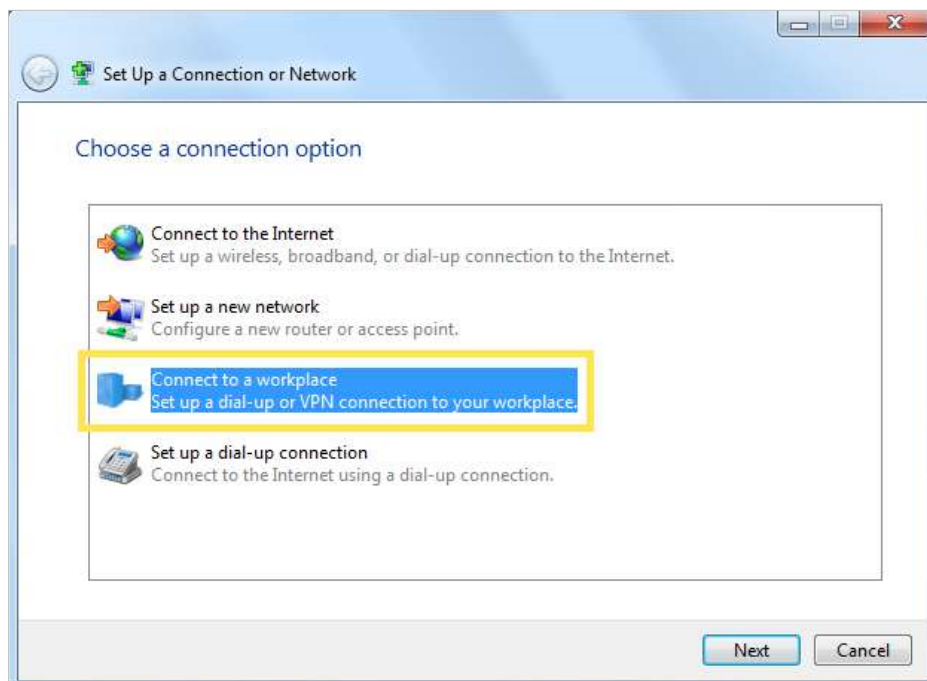 Set Up a Connection or Network
Choose a connection option
Connect to the Internet
Set up a wireless, broadband, or dial-up connection to the Internet.
Set up a new network
Configure a new router or access point.
Connect to a workplace
Set up a dial-up or VPN connection to your workplace.
Set up a dial-up connection
Connect to the Internet using a dial-up connection.
Next
Cancel